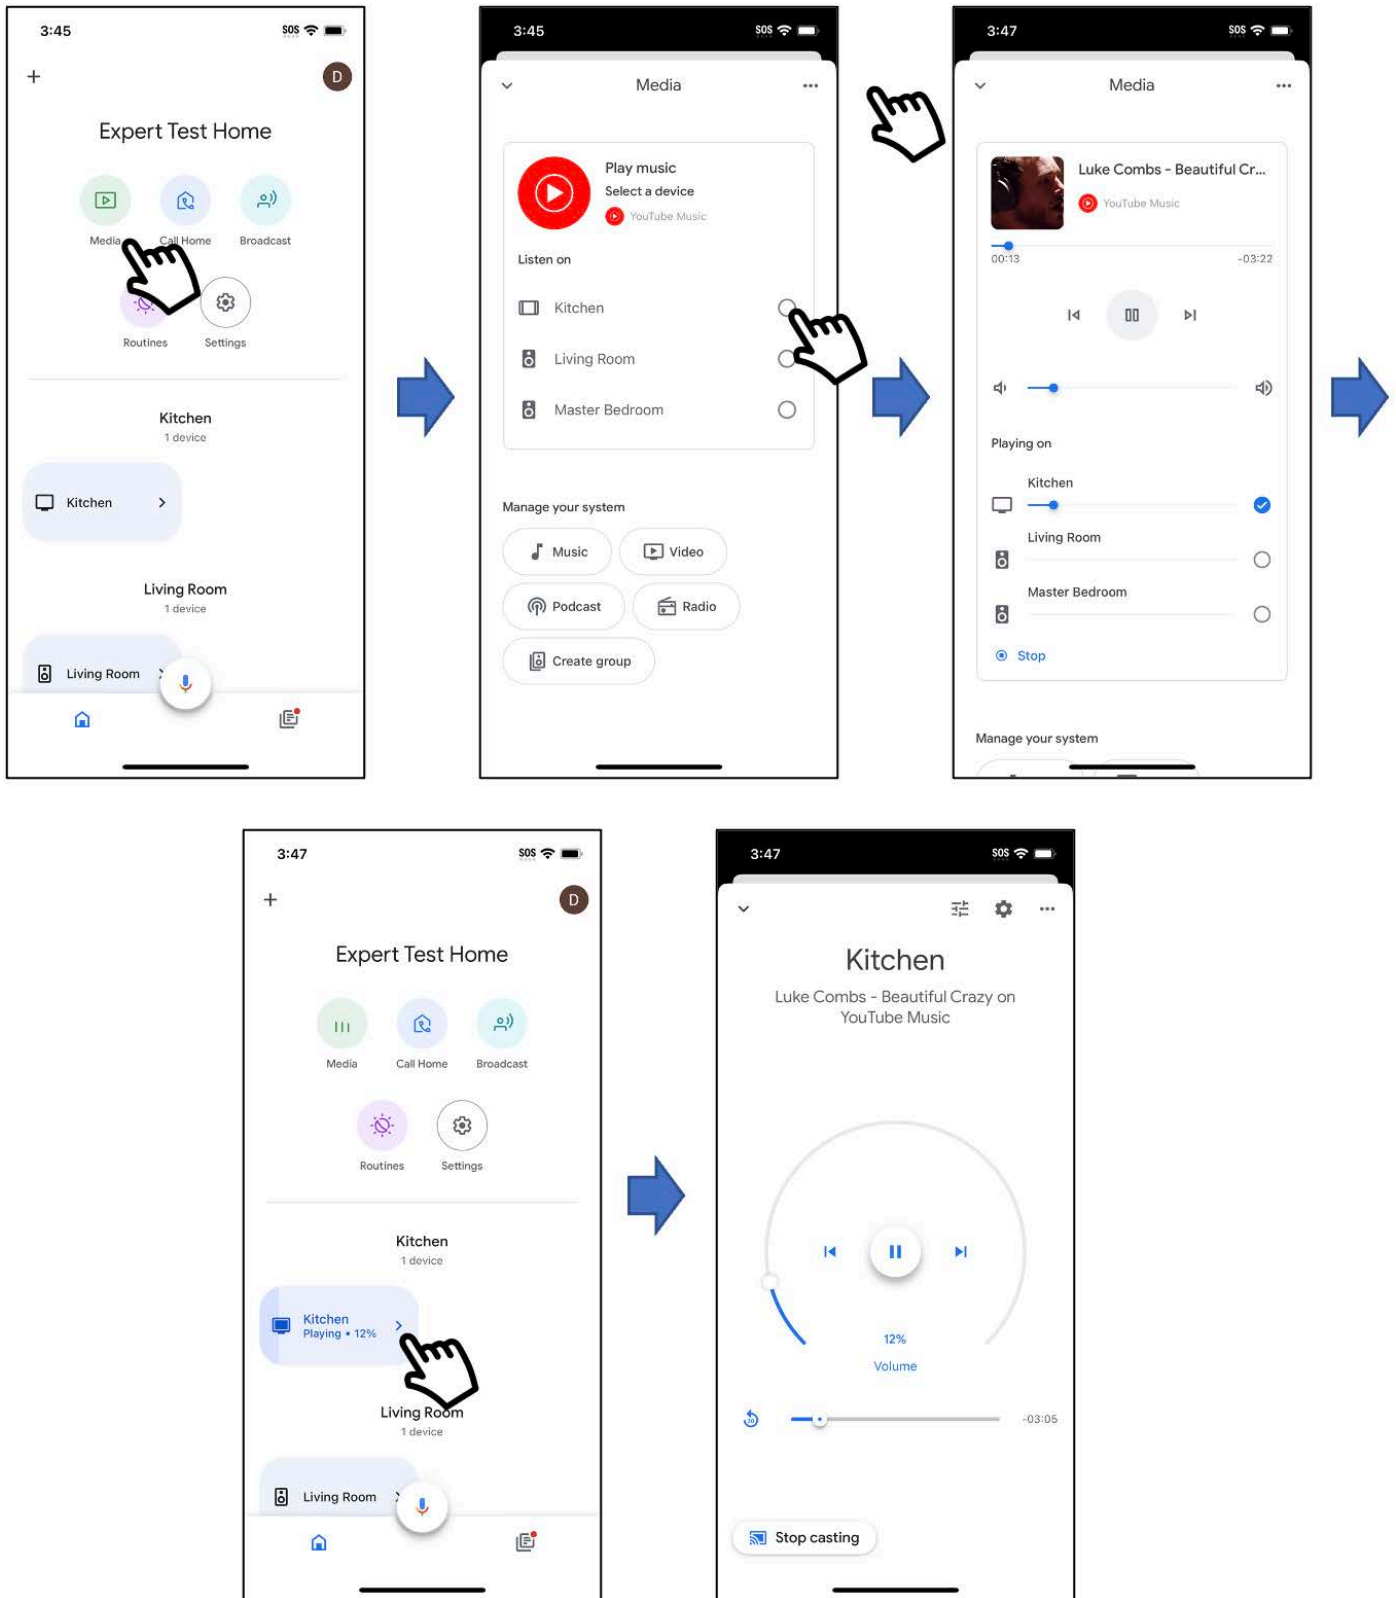 3:45
SOS
D
Expert Test Home
Media
Call Home
Broadcast
Routines
Settings
Kitchen
1 device
Kitchen
Living Room
1 device
Living Room
3:45
SOS
Media
Play music
Select a device
YouTube Music
Listen on
Kitchen
Living Room
Master Bedroom
Manage your system
Music
Video
Podcast
Radio
Create group
3:47
SOS
Media
Luke Combs - Beautiful Cr...
YouTube Music
00:13
-03:22
Playing on
Kitchen
Living Room
Master Bedroom
Stop
Manage your system
3:47
SOS
D
Expert Test Home
Media
Call Home
Broadcast
Routines
Settings
Kitchen
1 device
Kitchen
Playing • 12%
Living Room
1 device
Living Room
3:47
SOS
Kitchen
Luke Combs - Beautiful Crazy on
YouTube Music
12%
Volume
-03:05
Stop casting